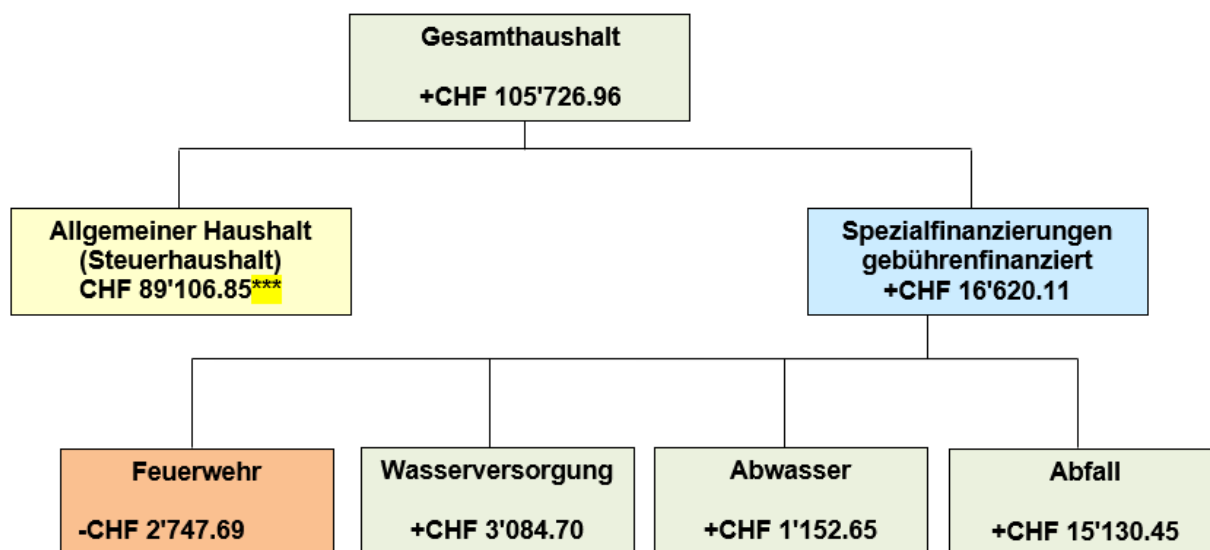 Gesamthaushalt
+CHF 105'726.96
Allgemeiner Haushalt
(Steuerhaushalt)
CHF 89'106.85***
Spezialfinanzierungen
gebührenfinanziert
+CHF 16'620.11
Feuerwehr
-CHF 2'747.69
Wasserversorgung
+CHF 3'084.70
Abwasser
+CHF 1'152.65
Abfall
+CHF 15'130.45